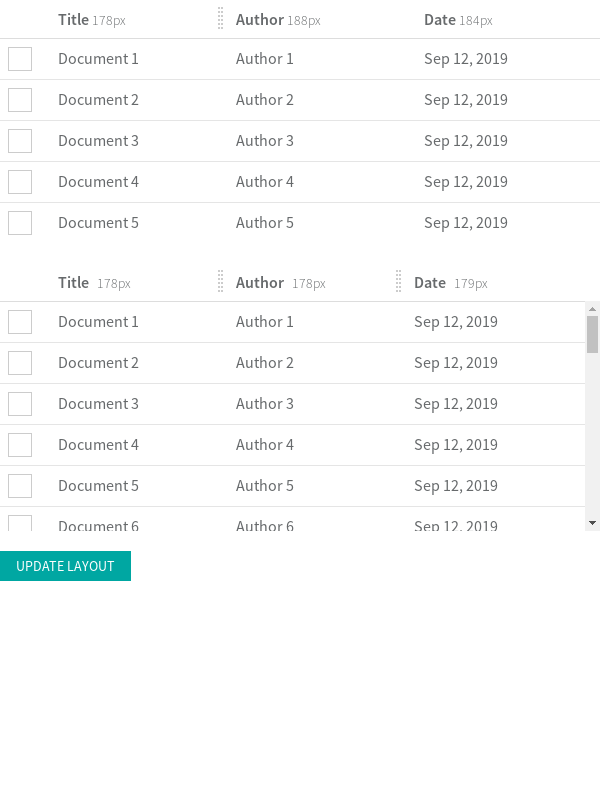 Title 178px Author 188px Date 184px
Document 1 Author 1 Sep 12, 2019
Document 2 Author 2 Sep 12, 2019
Document 3 Author 3 Sep 12, 2019
Document 4 Author 4 Sep 12, 2019
Document 5 Author 5 Sep 12, 2019
Title 178px Author 178px Date 179px
Document 1 Author 1 Sep 12, 2019
Document 2 Author 2 Sep 12, 2019
Document 3 Author 3 Sep 12, 2019
Document 4 Author 4 Sep 12, 2019
Document 5 Author 5 Sep 12, 2019
Document 6 Author 6 Sep 12, 2019
UPDATE LAYOUT